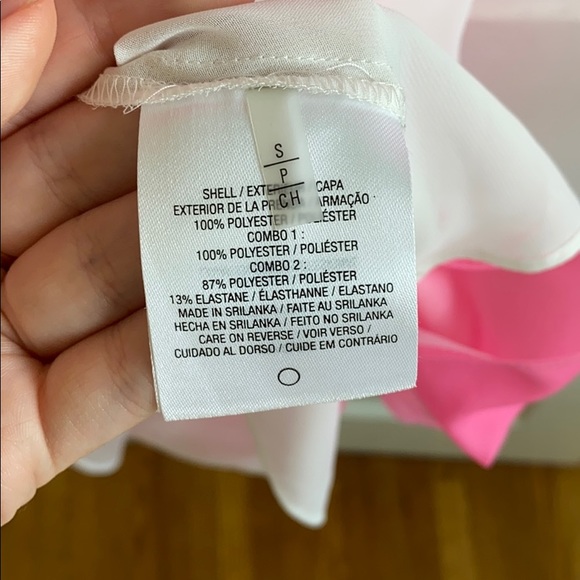 S
P
CH
SHELL / EXTE CAPA
EXTERIOR DE LA PR ARMAÇÃO
100% POLYESTER / POLIÉSTER
COMBO 1 :
100% POLYESTER / POLIÉSTER
COMBO 2 :
87% POLYESTER / POLIÉSTER
13% ELASTANE / ÉLASTHANNE / ELASTANO
MADE IN SRILANKA / FAITE AU SRILANKA
HECHA EN SRILANKA / FEITO NO SRILANKA
CARE ON REVERSE / VOIR VERSO /
CUIDADO AL DORSO / CUIDE EM CONTRÁRIO